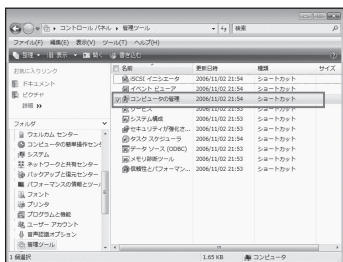 コントロール パネル ▸ 管理ツール ▸
検索
ファイル(F) 編集(E) 表示(V) ツール(T) ヘルプ(H)
整理 表示 開く 書き込む
お気に入りリンク
ドキュメント
ピクチャ
詳細 »
フォルダ
ウェルカム センター
コンピュータの簡単操作セン
システム
ネットワークと共有センター
バックアップと復元センター
パフォーマンスの情報とツー
フォント
プリンタ
プログラムと機能
ユーザー アカウント
音声認識オプション
管理ツール
名前 更新日時 種類 サイズ
iSCSI イニシエータ 2006/11/02 21:54 ショートカット
イベント ビューア 2006/11/02 21:54 ショートカット
コンピュータの管理 2006/11/02 21:54 ショートカット
サービス 2006/11/02 21:53 ショートカット
システム構成 2006/11/02 21:53 ショートカット
セキュリティが強化さ... 2006/11/02 21:54 ショートカット
タスク スケジューラ 2006/11/02 21:54 ショートカット
データ ソース (ODBC) 2006/11/02 21:53 ショートカット
メモリ診断ツール 2006/11/02 21:53 ショートカット
信頼性とパフォーマン... 2006/11/02 21:53 ショートカット
1 個選択 1.65 KB コンピュータ